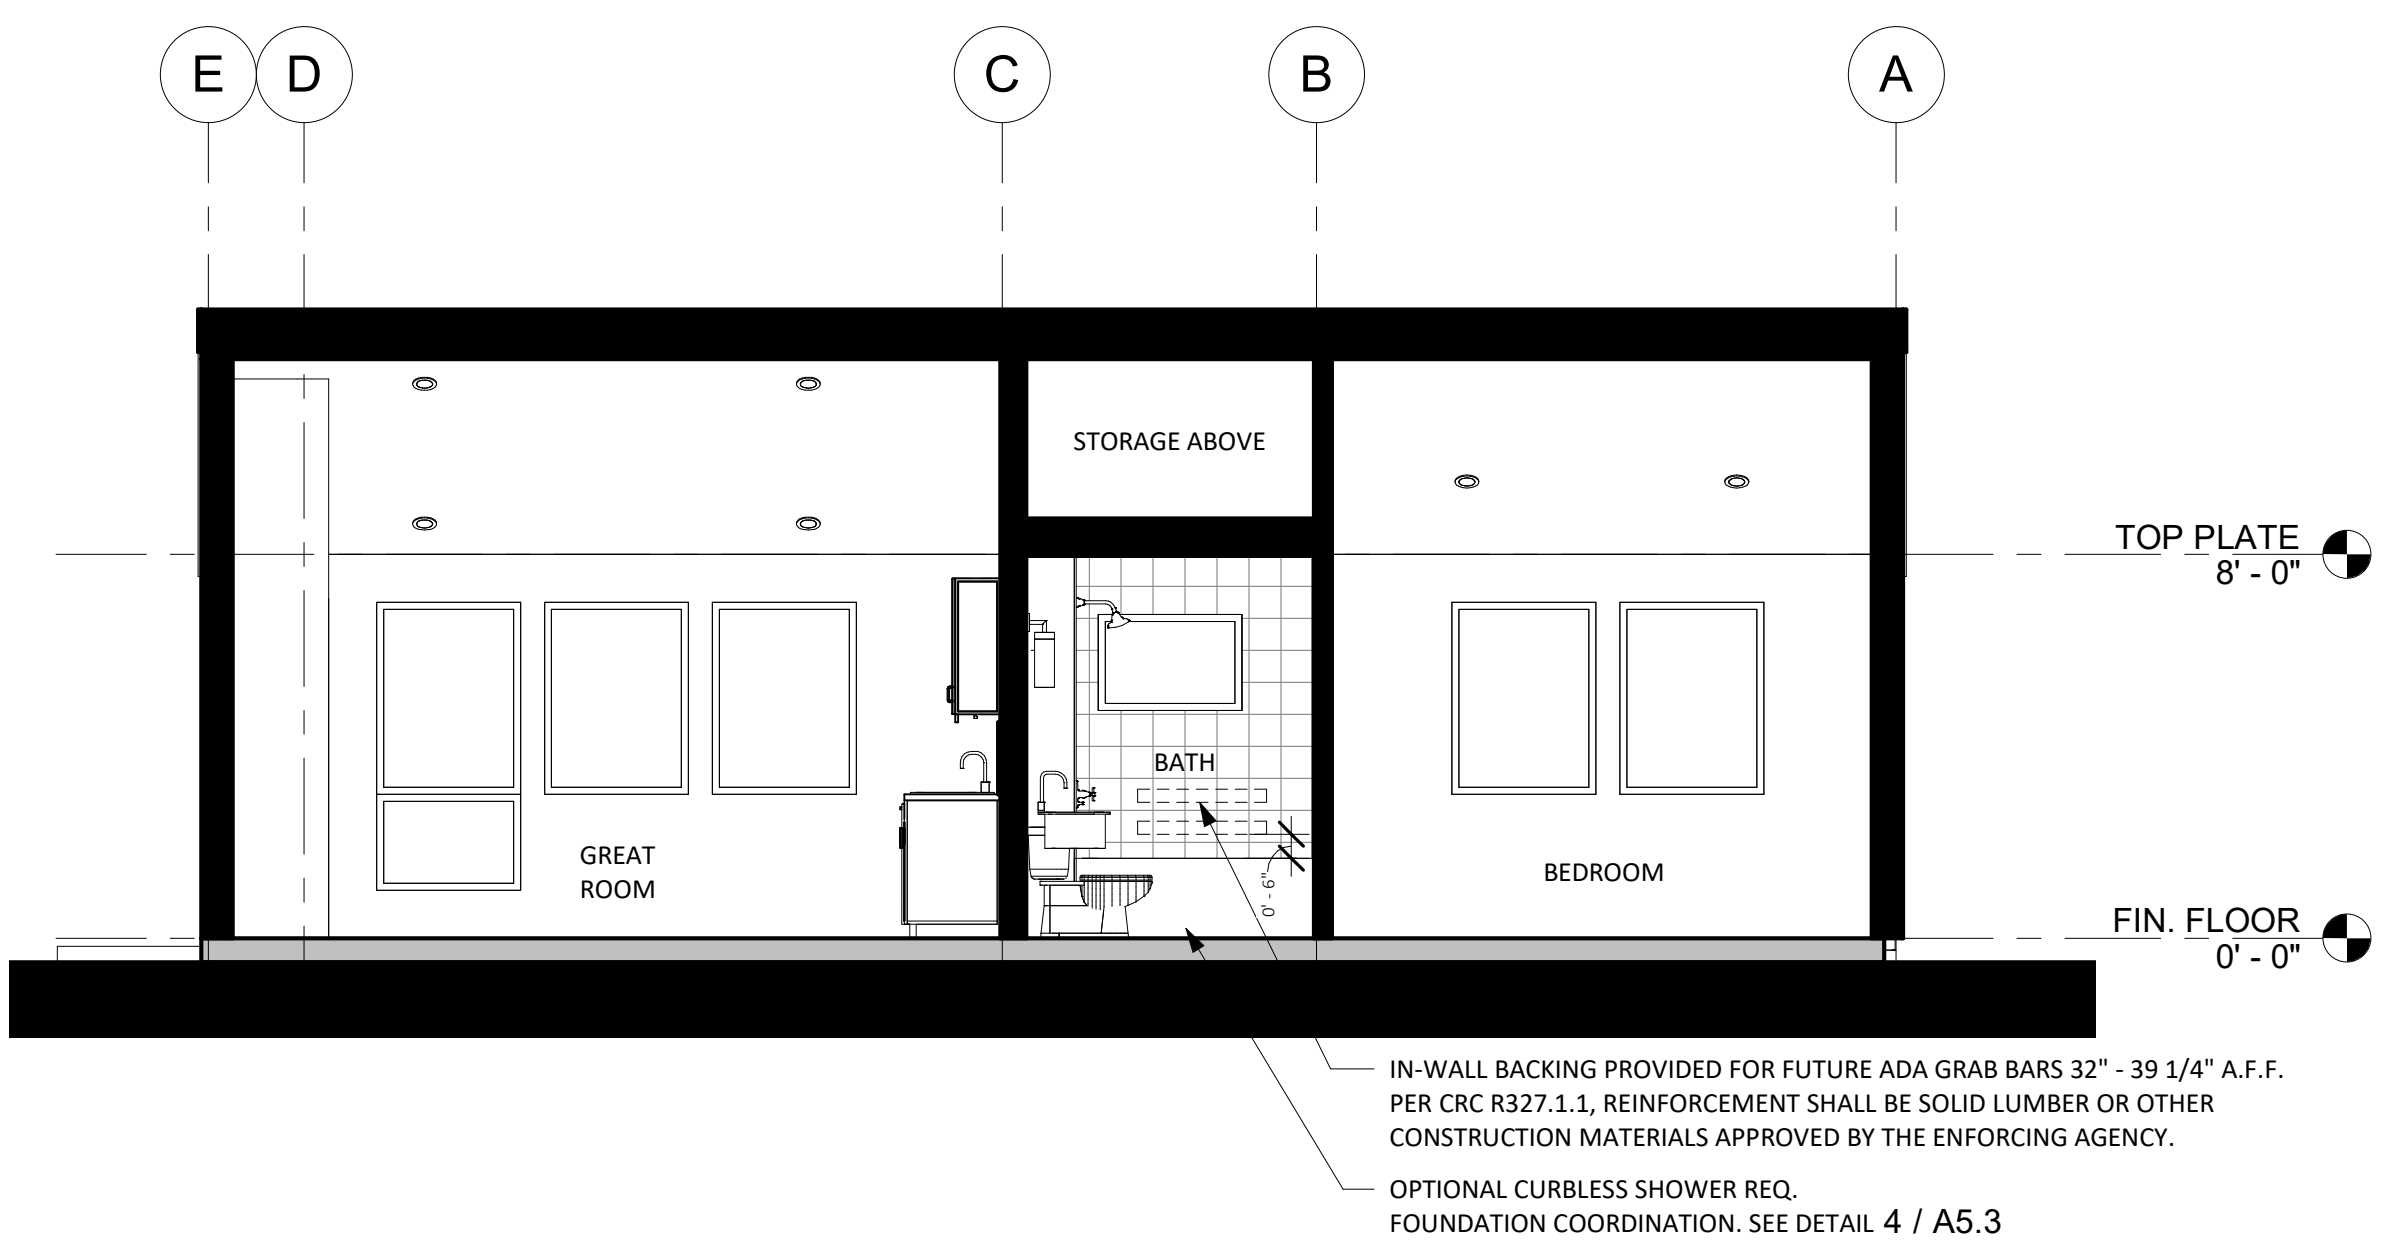 E D C B A
STORAGE ABOVE
TOP PLATE
8' - 0"
BATH
GREAT
ROOM
BEDROOM
0' - 6"
FIN. FLOOR
0' - 0"
IN-WALL BACKING PROVIDED FOR FUTURE ADA GRAB BARS 32" - 39 1/4" A.F.F.
PER CRC R327.1.1, REINFORCEMENT SHALL BE SOLID LUMBER OR OTHER
CONSTRUCTION MATERIALS APPROVED BY THE ENFORCING AGENCY.
OPTIONAL CURBLESS SHOWER REQ.
FOUNDATION COORDINATION. SEE DETAIL 4 / A5.3